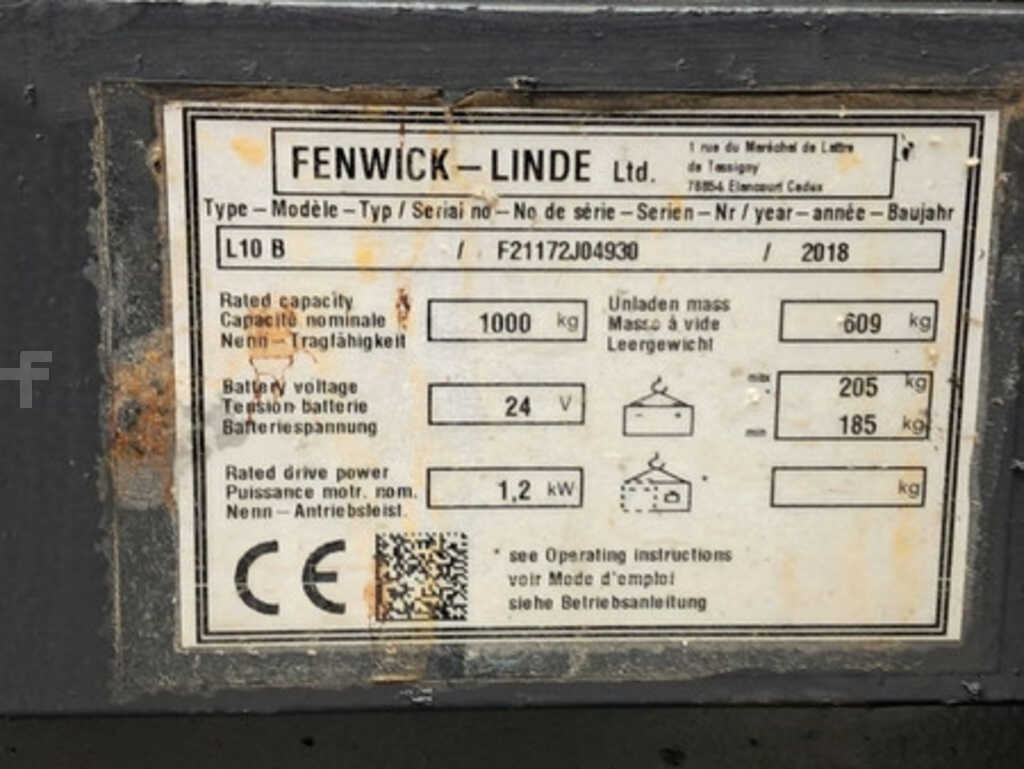 FENWICK – LINDE Ltd.
1 rue du Maréchal de Lattre
de Tassigny
78854 Elancourt Cedex
Type – Modèle – Typ / Serial no – No de série – Serien – Nr / year – année – Baujahr
L10 B / F21172J04930 / 2018
Rated capacity
Capacité nominale
Nenn – Tragfähigkeit
1000 kg
Unladen mass
Masse à vide
Leergewicht
609 kg
Battery voltage
Tension batterie
Batteriespannung
24 V
max 205 kg
min 185 kg
Rated drive power
Puissance motr. nom.
Nenn – Antriebsleist.
1,2 kW
*
kg
CE
* see Operating instructions
voir Mode d'emploi
siehe Betriebsanleitung